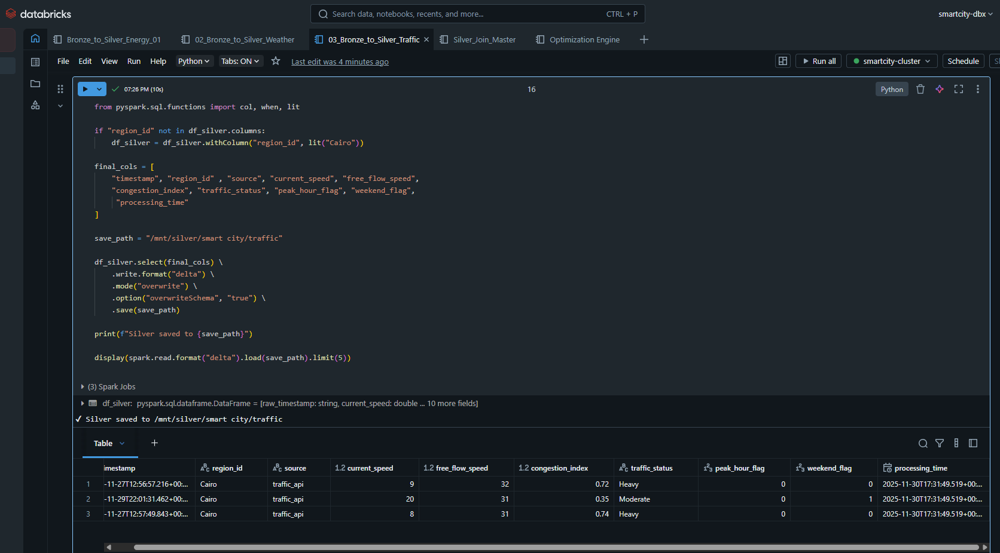 databricks
Search data, notebooks, recents, and more... CTRL + P
smartcity-dbx
Bronze_to_Silver_Energy_01
02_Bronze_to_Silver_Weather
03_Bronze_to_Silver_Traffic
Silver_Join_Master
Optimization Engine
File Edit View Run Help Python Tabs: ON Last edit was 4 minutes ago
Run all smartcity-cluster Schedule
07:26 PM (10s) 16 Python
from pyspark.sql.functions import col, when, lit
if "region_id" not in df_silver.columns:
df_silver = df_silver.withColumn("region_id", lit("Cairo"))
final_cols = [
"timestamp", "region_id" , "source", "current_speed", "free_flow_speed",
"congestion_index", "traffic_status", "peak_hour_flag", "weekend_flag",
"processing_time"
]
save_path = "/mnt/silver/smart city/traffic"
df_silver.select(final_cols) \
.write.format("delta") \
.mode("overwrite") \
.option("overwriteSchema", "true") \
.save(save_path)
print(f"Silver saved to {save_path}")
display(spark.read.format("delta").load(save_path).limit(5))
(3) Spark Jobs
df_silver: pyspark.sql.dataframe.DataFrame = [raw_timestamp: string, current_speed: double ... 10 more fields]
✓ Silver saved to /mnt/silver/smart city/traffic
Table +
imestamp ABC region_id ABC source 1.2 current_speed 1.2 free_flow_speed 1.2 congestion_index ABC traffic_status 123 peak_hour_flag 123 weekend_flag processing_time
1 -11-27T12:56:57.216+00:... Cairo traffic_api 9 32 0.72 Heavy 0 0 2025-11-30T17:31:49.519+00:...
2 -11-29T22:01:31.462+00:... Cairo traffic_api 20 31 0.35 Moderate 0 1 2025-11-30T17:31:49.519+00:...
3 -11-27T12:57:49.843+00:... Cairo traffic_api 8 31 0.74 Heavy 0 0 2025-11-30T17:31:49.519+00:...